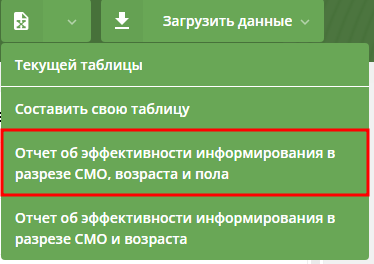 Загрузить данные
Текущей таблицы
Составить свою таблицу
Отчет об эффективности информирования в
разрезе СМО, возраста и пола
Отчет об эффективности информирования в
разрезе СМО и возраста